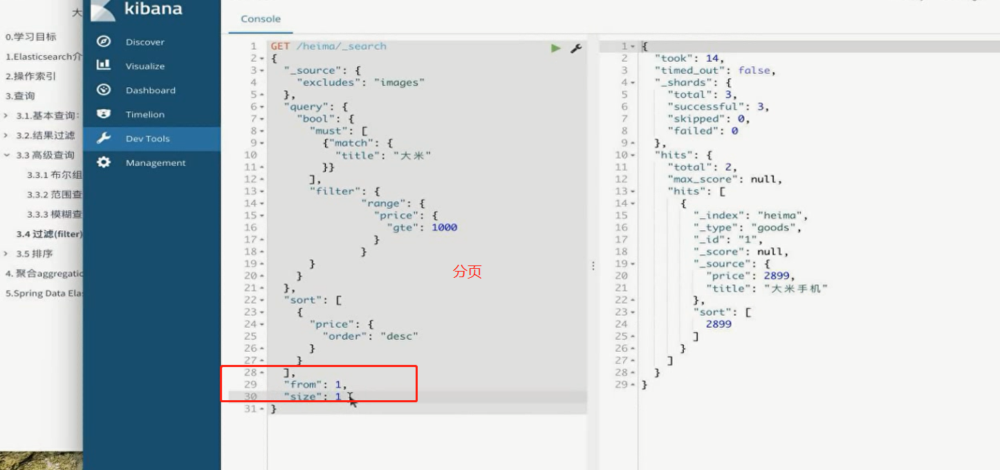 大
0.学习目标
1.Elasticsearch介
2.操作索引
3.查询
3.1.基本查询:
3.2.结果过滤
3.3 高级查询
3.3.1 布尔组
3.3.2 范围查
3.3.3 模糊查
3.4 过滤(filter)
3.5 排序
4. 聚合aggregatic
5.Spring Data Ela
kibana
Discover
Visualize
Dashboard
Timelion
Dev Tools
Management
Console
1 GET /heima/_search
2 {
3 "_source": {
4 "excludes": "images"
5 },
6 "query": {
7 "bool": {
8 "must": [
9 {"match": {
10 "title": "大米"
11 }}
12 ],
13 "filter": {
14 "range": {
15 "price": {
16 "gte": 1000
17 }
18 }
19 }
20 }
21 },
22 "sort": [
23 {
24 "price": {
25 "order": "desc"
26 }
27 }
28 ],
29 "from": 1,
30 "size": 1
31 }
分页
1 {
2 "took": 14,
3 "timed_out": false,
4 "_shards": {
5 "total": 3,
6 "successful": 3,
7 "skipped": 0,
8 "failed": 0
9 },
10 "hits": {
11 "total": 2,
12 "max_score": null,
13 "hits": [
14 {
15 "_index": "heima",
16 "_type": "goods",
17 "_id": "1",
18 "_score": null,
19 "_source": {
20 "price": 2899,
21 "title": "大米手机"
22 },
23 "sort": [
24 2899
25 ]
26 }
27 ]
28 }
29 }